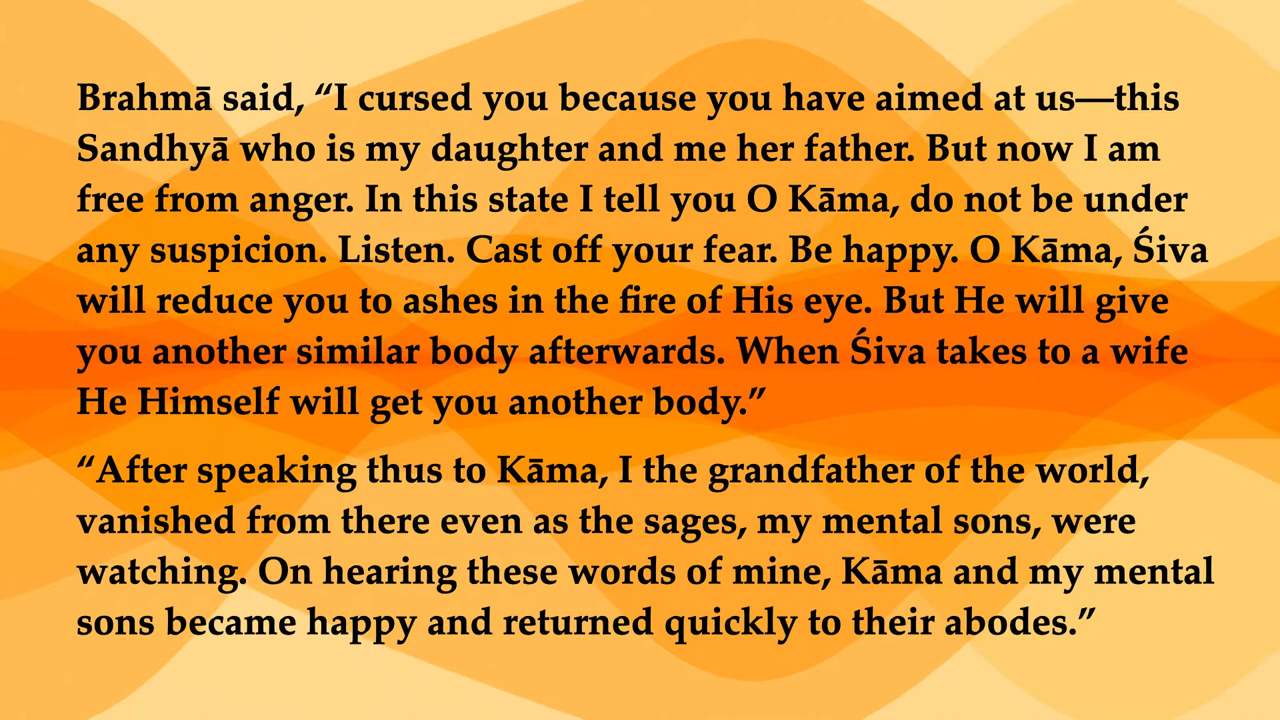 Brahmā said, “I cursed you because you have aimed at us—this
Sandhyā who is my daughter and me her father. But now I am
free from anger. In this state I tell you O Kāma, do not be under
any suspicion. Listen. Cast off your fear. Be happy. O Kāma, Śiva
will reduce you to ashes in the fire of His eye. But He will give
you another similar body afterwards. When Śiva takes to a wife
He Himself will get you another body.”
“After speaking thus to Kāma, I the grandfather of the world,
vanished from there even as the sages, my mental sons, were
watching. On hearing these words of mine, Kāma and my mental
sons became happy and returned quickly to their abodes.”